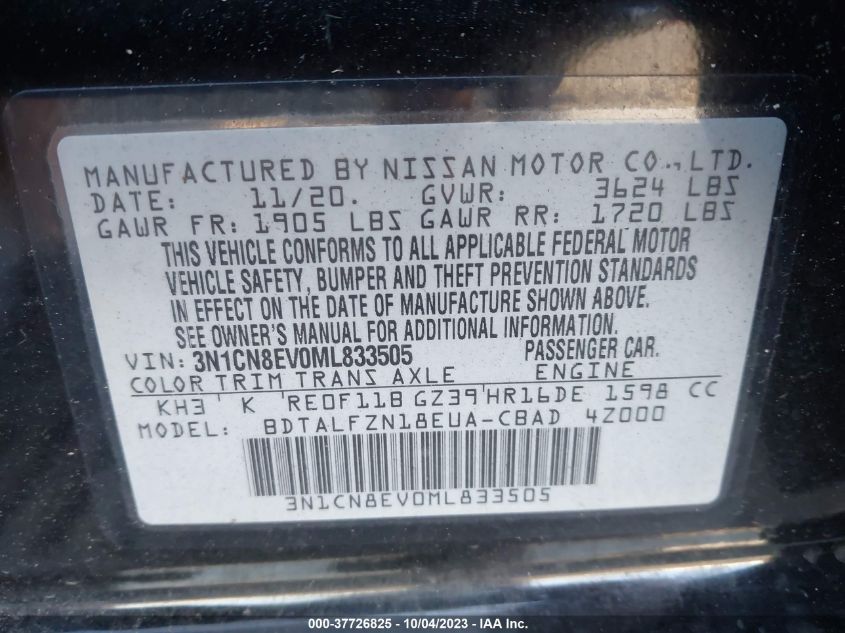 MANUFACTURED BY NISSAN MOTOR CO., LTD.
DATE: 11/20. GVWR: 3624 LBS
GAWR FR: 1905 LBS GAWR RR: 1720 LBS
THIS VEHICLE CONFORMS TO ALL APPLICABLE FEDERAL MOTOR
VEHICLE SAFETY, BUMPER AND THEFT PREVENTION STANDARDS
IN EFFECT ON THE DATE OF MANUFACTURE SHOWN ABOVE.
SEE OWNER'S MANUAL FOR ADDITIONAL INFORMATION.
VIN: 3N1CN8EV0ML833505 PASSENGER CAR.
COLOR TRIM TRANS AXLE ENGINE
KH3 K RE0F11B GZ39 HR16DE 1598 CC
MODEL: BDTALFZN18EUA-CBAD 4Z000
3N1CN8EV0ML833505
000-37726825 - 10/04/2023 - IAA Inc.